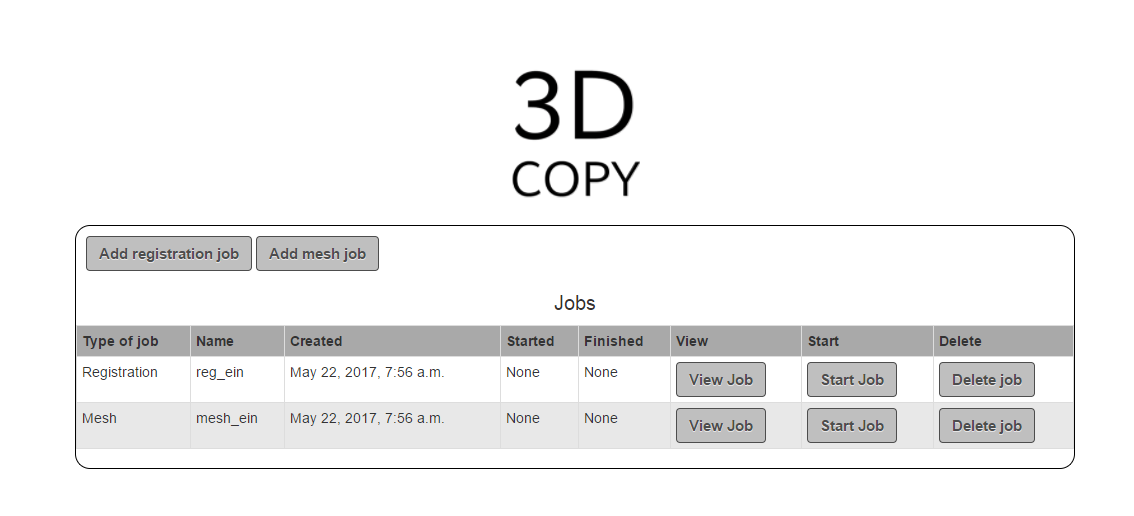 3D
COPY
Add registration job Add mesh job
Jobs
Type of job Name Created Started Finished View Start Delete
Registration reg_ein May 22, 2017, 7:56 a.m. None None View Job Start Job Delete job
Mesh mesh_ein May 22, 2017, 7:56 a.m. None None View Job Start Job Delete job